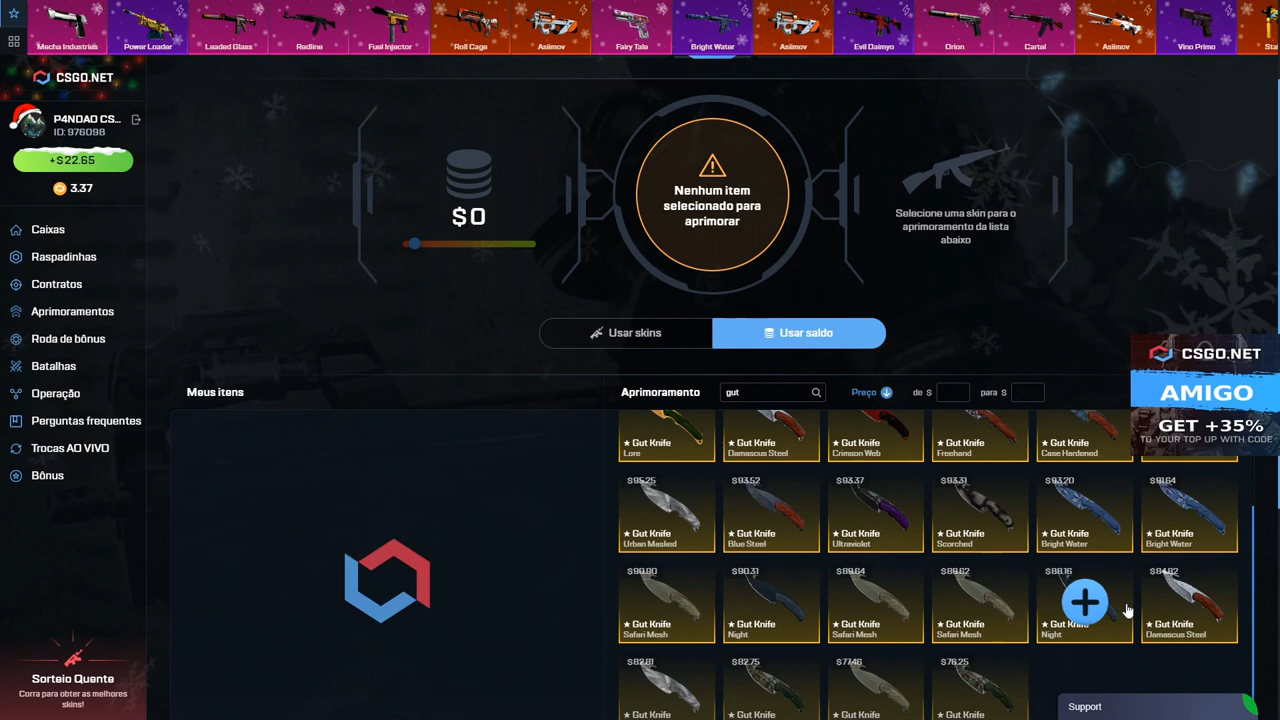 Mecha Industries
Power Loader
Leaded Glass
Redline
Fuel Injector
Roll Cage
Asiimov
Fairy Tale
Bright Water
Asiimov
Evil Daimyo
Orion
Cartel
Asiimov
Vino Primo
CSGO.NET
P4NDAO CS...
ID: 976098
+$22.65
3.37
Caixas
Raspadinhas
Contratos
Aprimoramentos
Roda de bônus
Batalhas
Operação
Perguntas frequentes
Trocas AO VIVO
Bônus
Sorteio Quente
Corra para obter as melhores
skins!
$0
Nenhum item
selecionado para
aprimorar
Selecione uma skin para o
aprimoramento da lista
abaixo
Usar skins
Usar saldo
Meus itens
Aprimoramento
gut
Preço
de $
para $
★ Gut Knife
Lore
★ Gut Knife
Damascus Steel
★ Gut Knife
Crimson Web
★ Gut Knife
Freehand
★ Gut Knife
Case Hardened
$95.25
★ Gut Knife
Urban Masked
$93.52
★ Gut Knife
Blue Steel
$93.37
★ Gut Knife
Ultraviolet
$93.31
★ Gut Knife
Scorched
$93.20
★ Gut Knife
Bright Water
$91.64
★ Gut Knife
Bright Water
$90.90
★ Gut Knife
Safari Mesh
$90.31
★ Gut Knife
Night
$89.64
★ Gut Knife
Safari Mesh
$89.62
★ Gut Knife
Safari Mesh
$88.16
★ Gut Knife
Night
$84.82
★ Gut Knife
Damascus Steel
$82.81
★ Gut Knife
$82.75
★ Gut Knife
$77.46
★ Gut Knife
$76.25
★ Gut Knife
CSGO.NET
AMIGO
GET +35%
TO YOUR TOP UP WITH CODE
Support